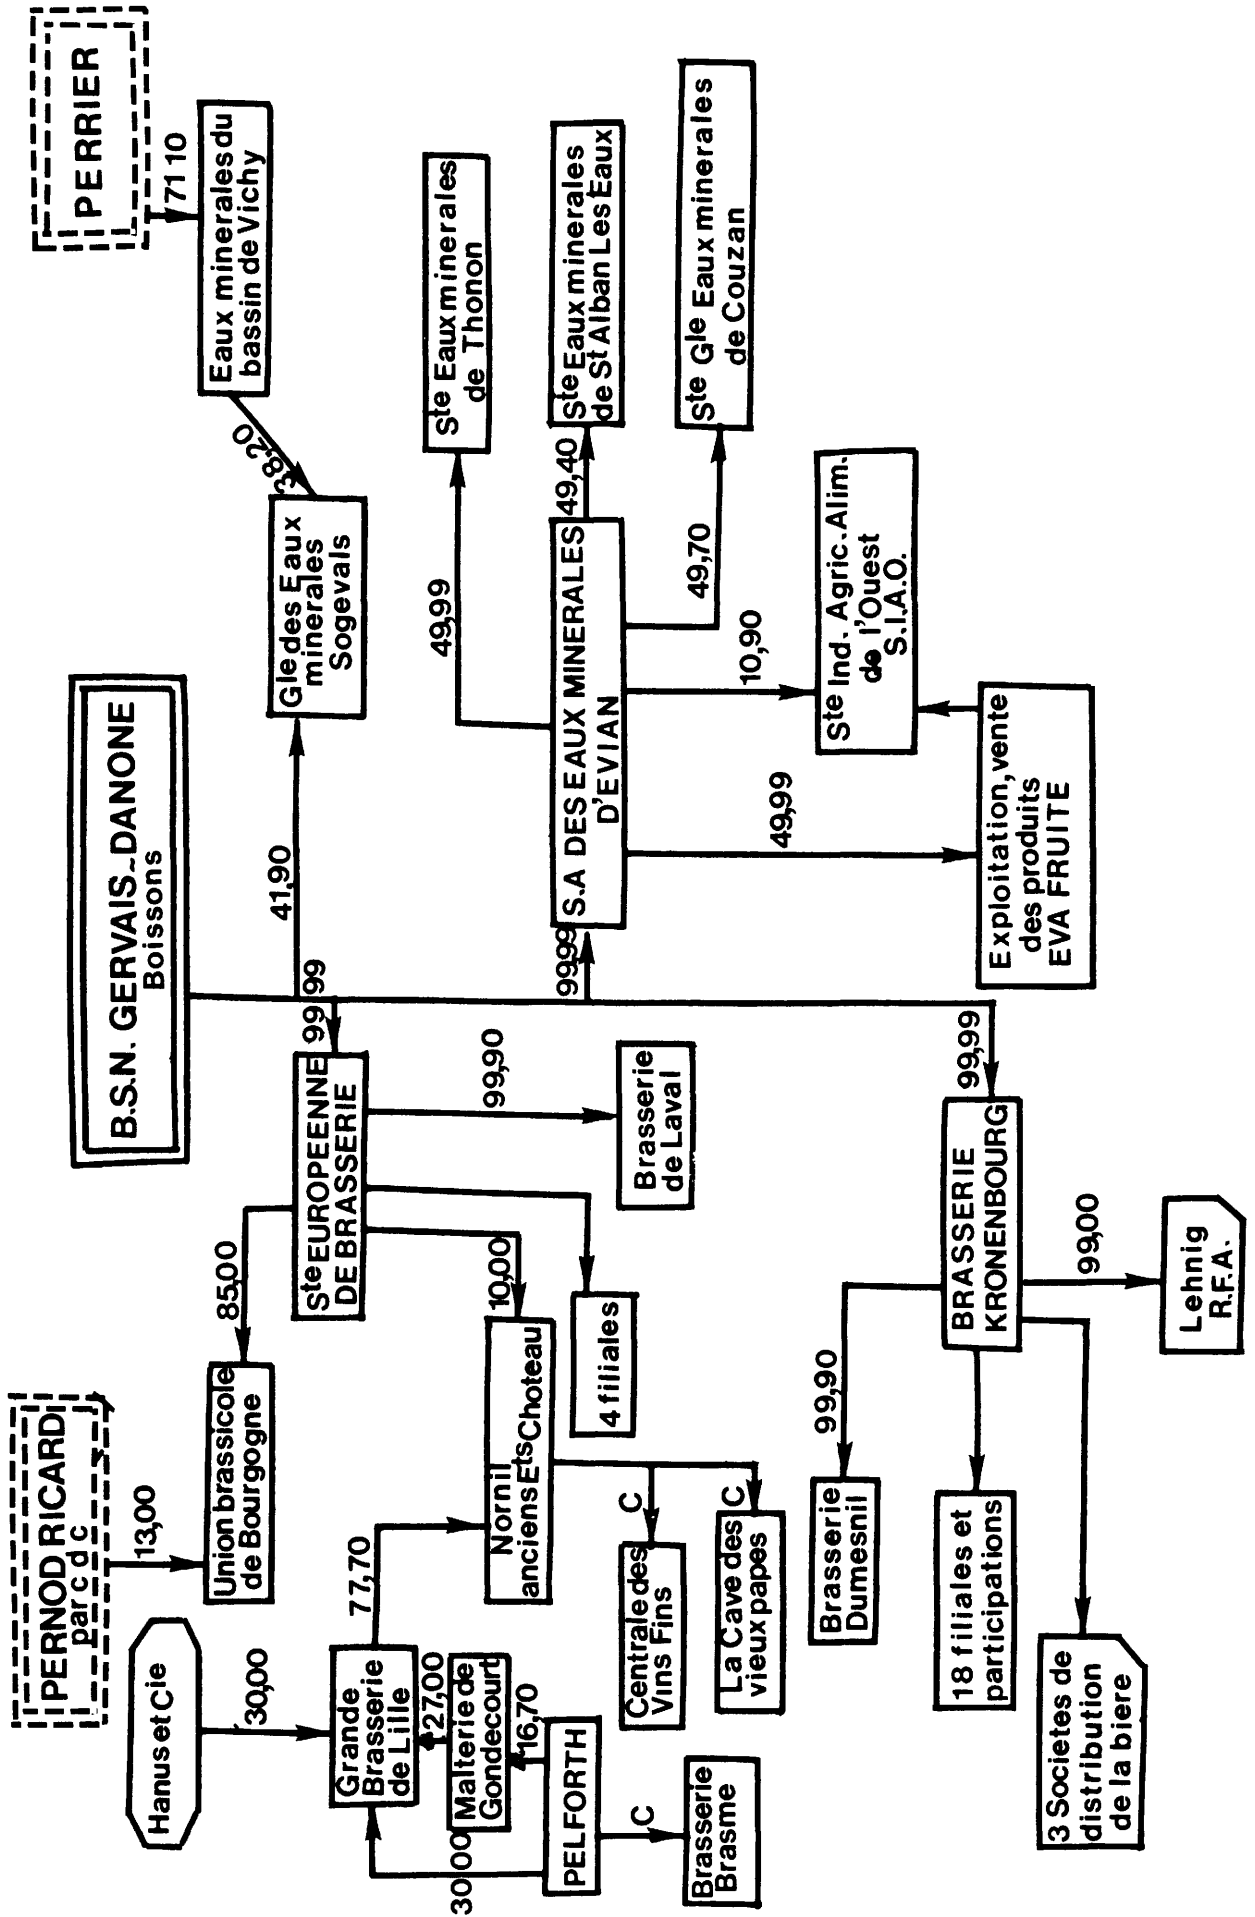 PERNOD RICARD
par c d c
13,00
Hanus et Cie
30,00
Union brassicole
de Bourgogne
85,00
B.S.N. GERVAIS-DANONE
Boissons
PERRIER
71 10
Eaux minerales du
bassin de Vichy
38,20
Gle des Eaux
minerales
Sogevais
41,90
99 99
Ste EUROPEENNE
DE BRASSERIE
99,90
10,00
Brasserie
de Laval
4 filiales
Grande
Brasserie
de Lille
77,70
Nornil
anciens Ets Choteau
27,00
Malterie de
Gondecourt
16,70
30 00
PELFORTH
C
Brasserie
Brasme
C
Centrale des
Vins Fins
C
La Cave des
vieux papes
99,99
S.A DES EAUX MINERALES
D'EVIAN
49,99
Ste Eaux minerales
de Thonon
49,40
Ste Eaux minerales
de St Alban Les Eaux
49,70
Ste Gle Eaux minerales
de Couzan
10,90
Ste Ind. Agric. Alim.
de l'Ouest
S.I.A.O.
49,99
Exploitation, vente
des produits
EVA FRUITE
99,99
BRASSERIE
KRONENBOURG
99,90
Brasserie
Dumesnil
18 filiales et
participations
3 Societes de
distribution
de la biere
99,00
Lehnig
R.F.A.